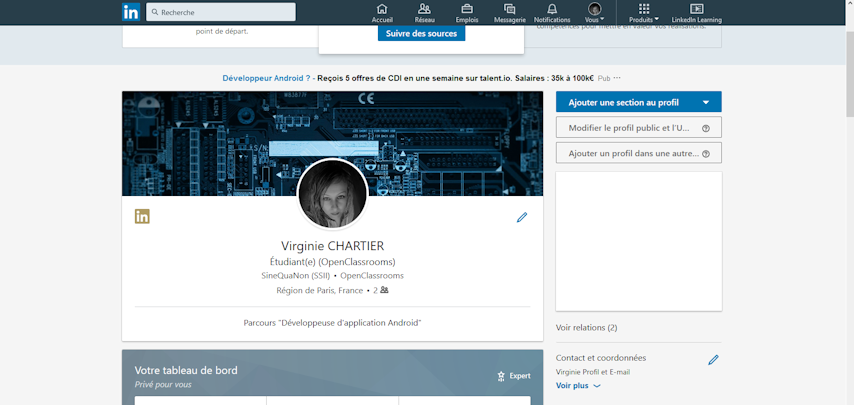 in
Recherche
Accueil
Réseau
Emplois
Messagerie
Notifications
Vous
Produits
LinkedIn Learning
point de départ.
Suivre des sources
compétences pour mettre en valeur vos réalisations.
Développeur Android ? - Reçois 5 offres de CDI en une semaine sur talent.io. Salaires : 35k à 100k€ Pub ···
CE
S/N
Ajouter une section au profil
Modifier le profil public et l'U...
Ajouter un profil dans une autre...
in
Virginie CHARTIER
Étudiant(e) (OpenClassrooms)
SineQuaNon (SSII) • OpenClassrooms
Région de Paris, France • 2
Parcours "Développeuse d'application Android"
Voir relations (2)
Contact et coordonnées
Virginie Profil et E-mail
Voir plus
Votre tableau de bord
Privé pour vous
Expert